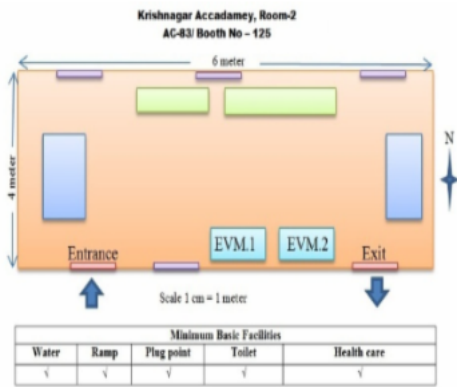 Krishnagar Accadamey, Room-2
AC-83/ Booth No – 125
6 meter
4 meter
N
EVM.1 EVM.2
Entrance Exit
Scale 1 cm = 1 meter
Minimum Basic Facilities
Water Ramp Plug point Toilet Health care
√ √ √ √ √